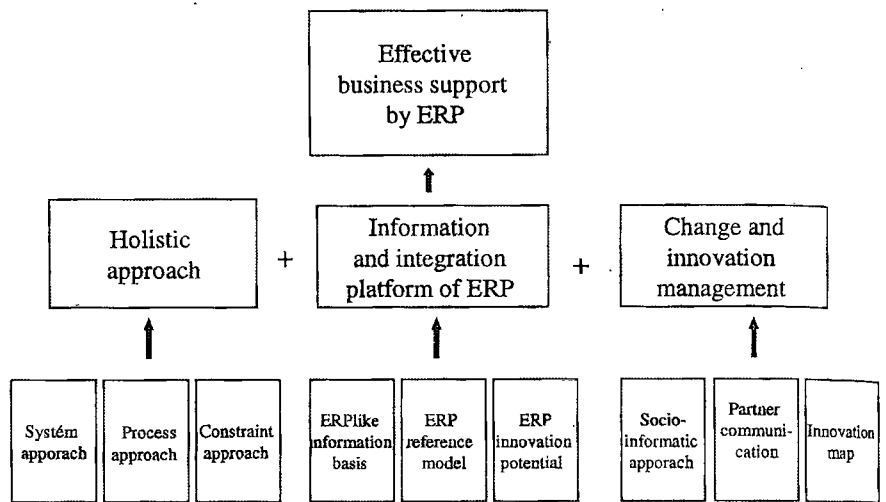 Effective
business support
by ERP
Holistic
approach
+
Information
and integration
platform of ERP
+
Change and
innovation
management
Systém
apporach
Process
approach
Constraint
approach
ERPlike
information
basis
ERP
reference
model
ERP
innovation
potential
Socio-
informatic
apporach
Partner
communi-
cation
Innovation
map